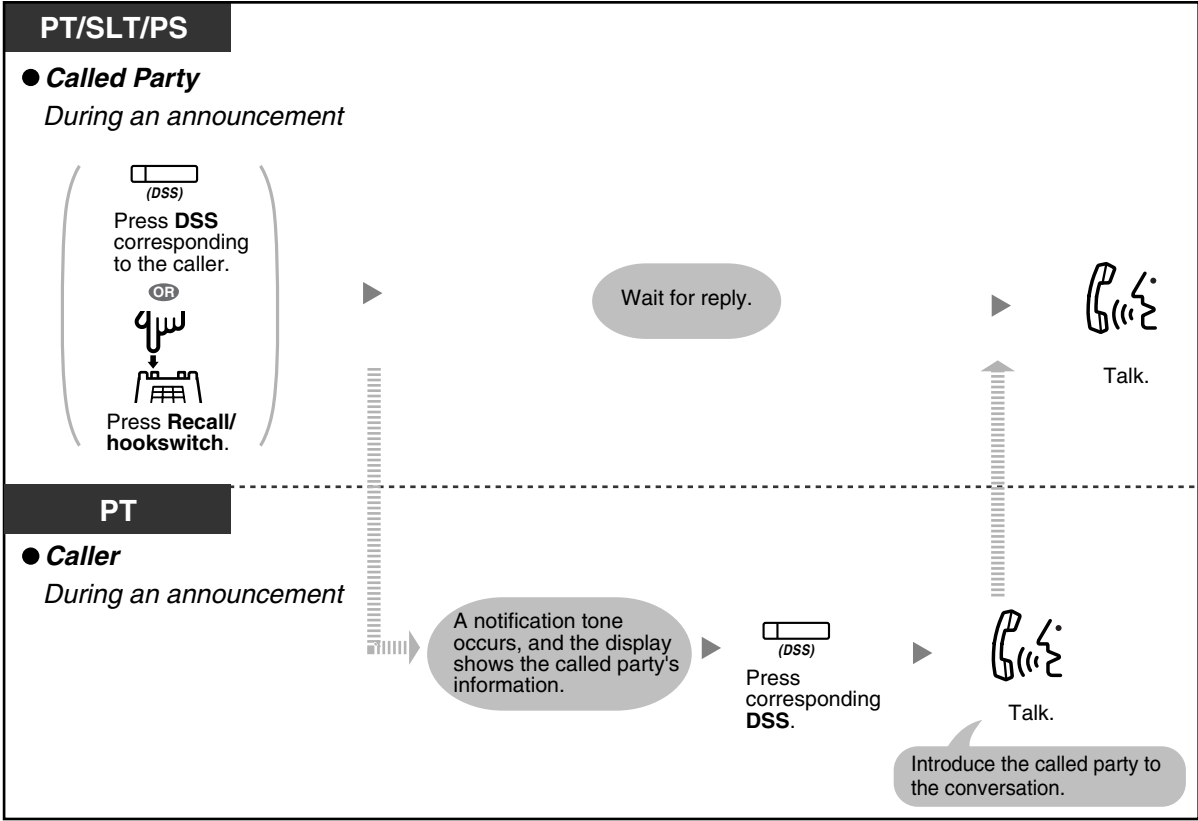 PT/SLT/PS
● Called Party
During an announcement
(DSS)
Press DSS
corresponding
to the caller.
OR
Press Recall/
hookswitch.
Wait for reply.
Talk.
PT
● Caller
During an announcement
A notification tone
occurs, and the display
shows the called party's
information.
(DSS)
Press
corresponding
DSS.
Talk.
Introduce the called party to
the conversation.